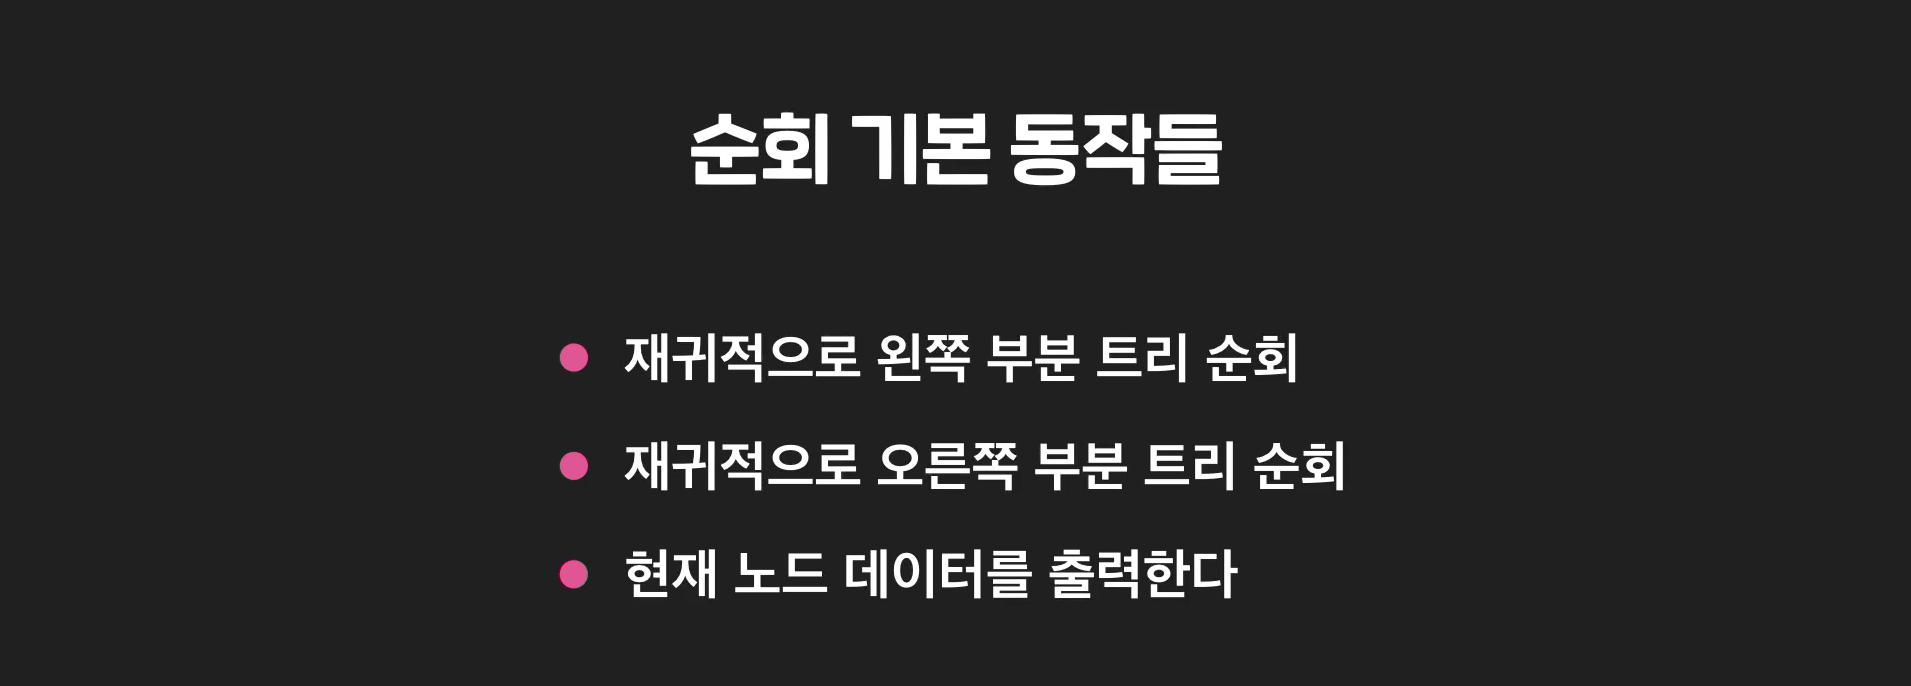 순회 기본 동작들
재귀적으로 왼쪽 부분 트리 순회
재귀적으로 오른쪽 부분 트리 순회
현재 노드 데이터를 출력한다